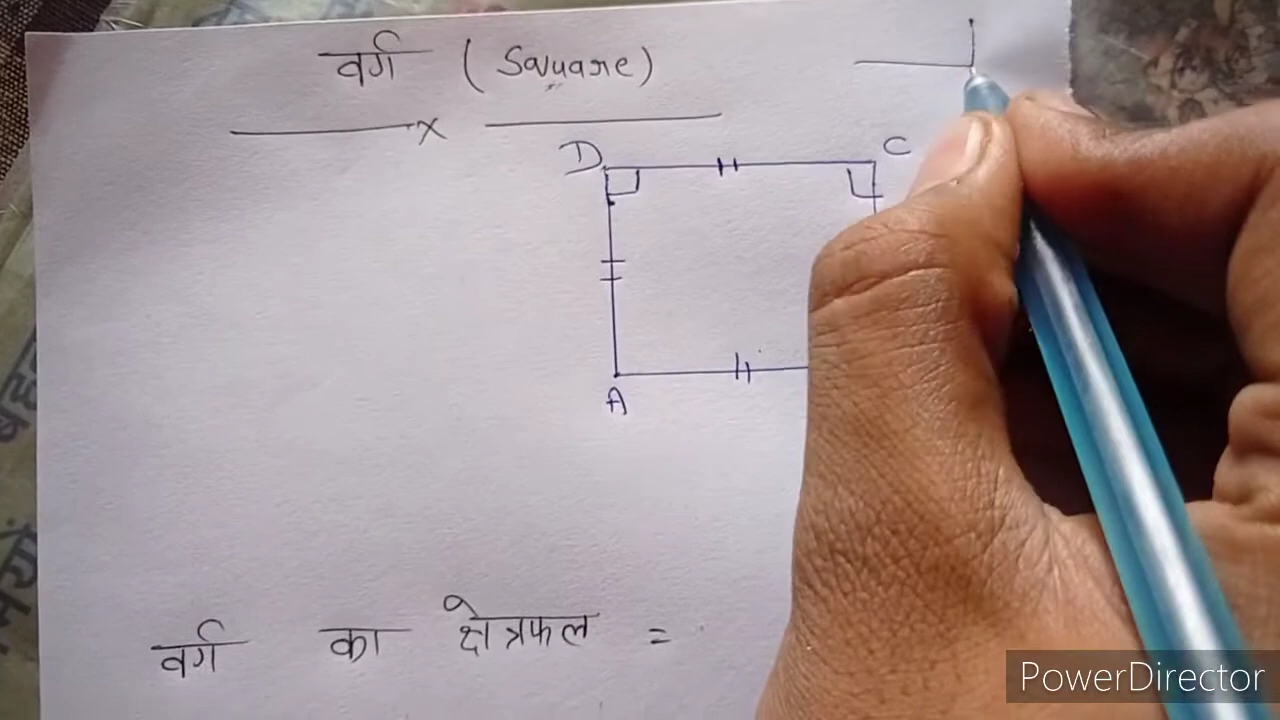 वर्ग (Square)
x
D C
A
वर्ग का क्षेत्रफल =
PowerDirector